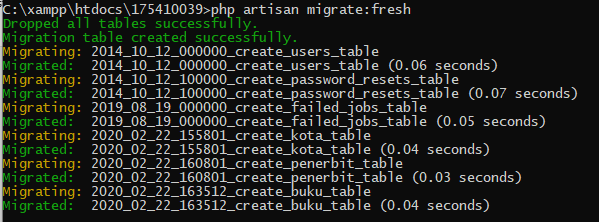 C:\xampp\htdocs\175410039>php artisan migrate:fresh
Dropped all tables successfully.
Migration table created successfully.
Migrating: 2014_10_12_000000_create_users_table
Migrated:  2014_10_12_000000_create_users_table (0.06 seconds)
Migrating: 2014_10_12_100000_create_password_resets_table
Migrated:  2014_10_12_100000_create_password_resets_table (0.07 seconds)
Migrating: 2019_08_19_000000_create_failed_jobs_table
Migrated:  2019_08_19_000000_create_failed_jobs_table (0.05 seconds)
Migrating: 2020_02_22_155801_create_kota_table
Migrated:  2020_02_22_155801_create_kota_table (0.04 seconds)
Migrating: 2020_02_22_160801_create_penerbit_table
Migrated:  2020_02_22_160801_create_penerbit_table (0.03 seconds)
Migrating: 2020_02_22_163512_create_buku_table
Migrated:  2020_02_22_163512_create_buku_table (0.04 seconds)